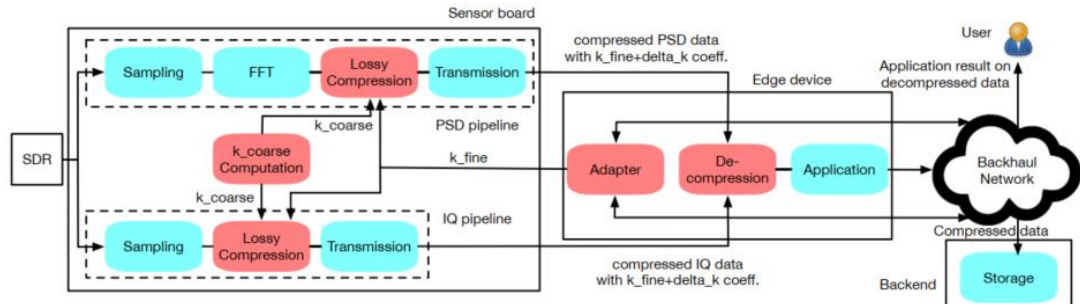 Sensor board
Sampling
FFT
Lossy
Compression
Transmission
compressed PSD data
with k_fine+delta_k coeff.
User
Application result on
decompressed data
Edge device
k_coarse
PSD pipeline
SDR
k_coarse
Computation
k_fine
Adapter
De-
compression
Application
Backhaul
Network
k_coarse
IQ pipeline
Sampling
Lossy
Compression
Transmission
compressed IQ data
with k_fine+delta_k coeff.
Compressed data
Backend
Storage